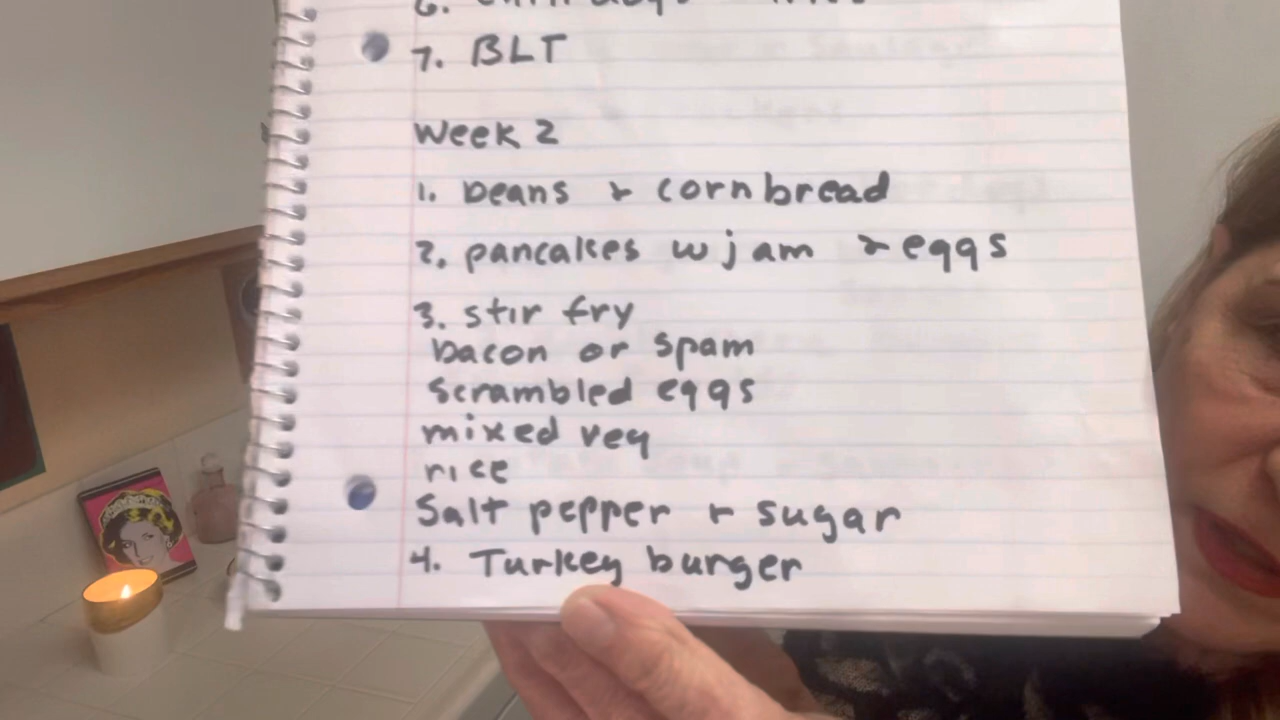 6.
7. BLT
Week 2
1. beans & cornbread
2. pancakes w jam & eggs
3. stir fry
bacon or spam
scrambled eggs
mixed veg
rice
Salt pepper & sugar
4. Turkey burger